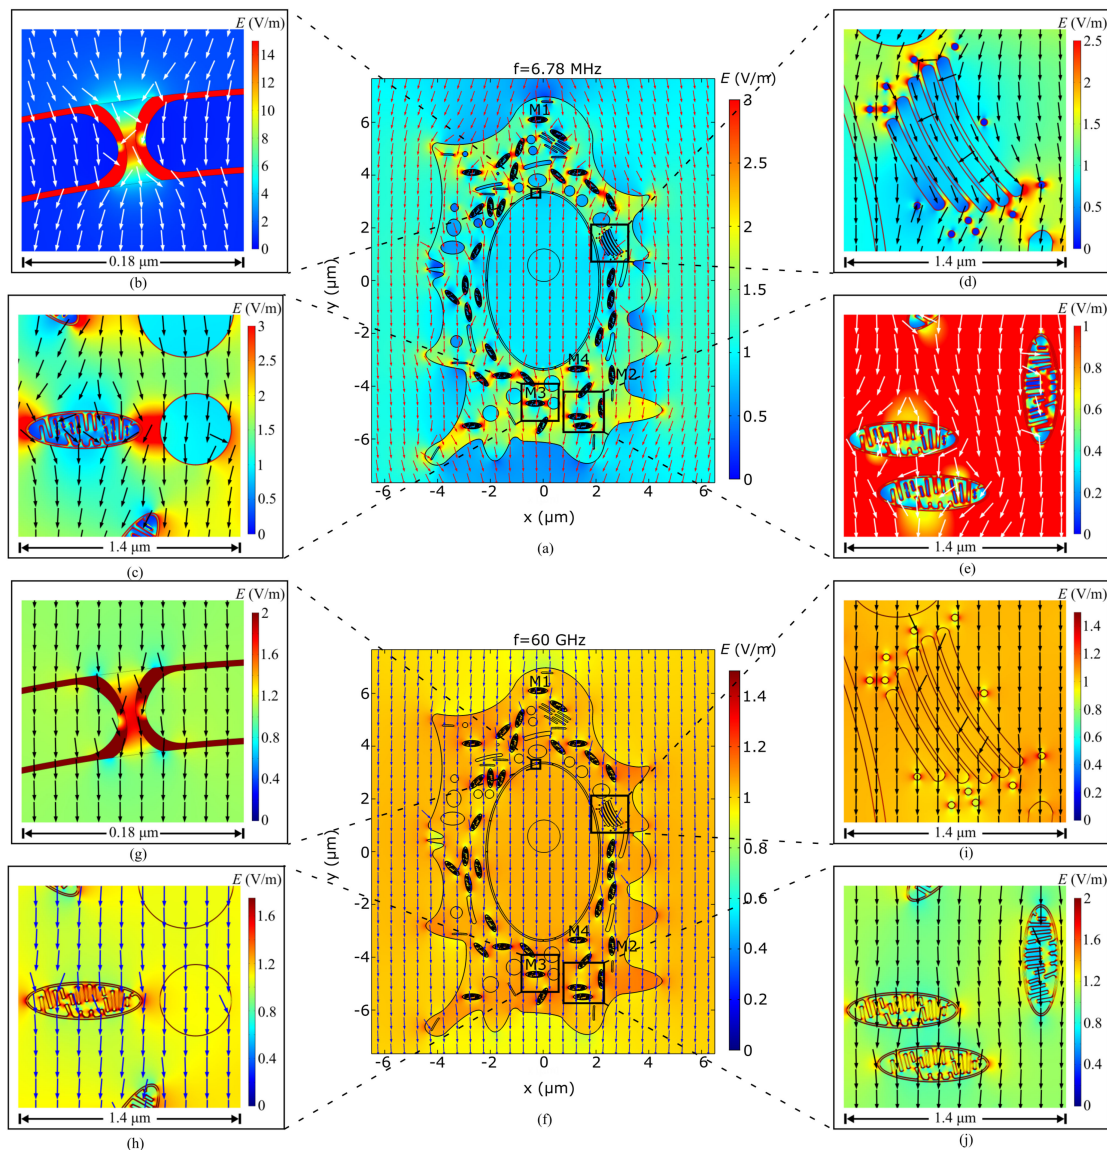 E (V/m)
14
12
10
8
6
4
2
0
0.18 μm
(b)
f=6.78 MHz
E (V/m)
3
2.5
2
1.5
1
0.5
0
M1
M2
M3
M4
6
4
2
0
-2
-4
-6
y (μm)
-6
-4
-2
0
2
4
6
x (μm)
(a)
E (V/m)
2.5
2
1.5
1
0.5
0
1.4 μm
(d)
E (V/m)
3
2.5
2
1.5
1
0.5
0
1.4 μm
(c)
E (V/m)
1
0.8
0.6
0.4
0.2
0
1.4 μm
(e)
E (V/m)
2
1.6
1.2
0.8
0.4
0
0.18 μm
(g)
f=60 GHz
E (V/m)
1.4
1.2
1
0.8
0.6
0.4
0.2
0
M1
M2
M3
M4
6
4
2
0
-2
-4
-6
y (μm)
-6
-4
-2
0
2
4
6
x (μm)
(f)
E (V/m)
1.4
1.2
1
0.8
0.6
0.4
0.2
0
1.4 μm
(i)
E (V/m)
1.6
1.2
0.8
0.4
0
1.4 μm
(h)
E (V/m)
2
1.6
1.2
0.8
0.4
0
1.4 μm
(j)